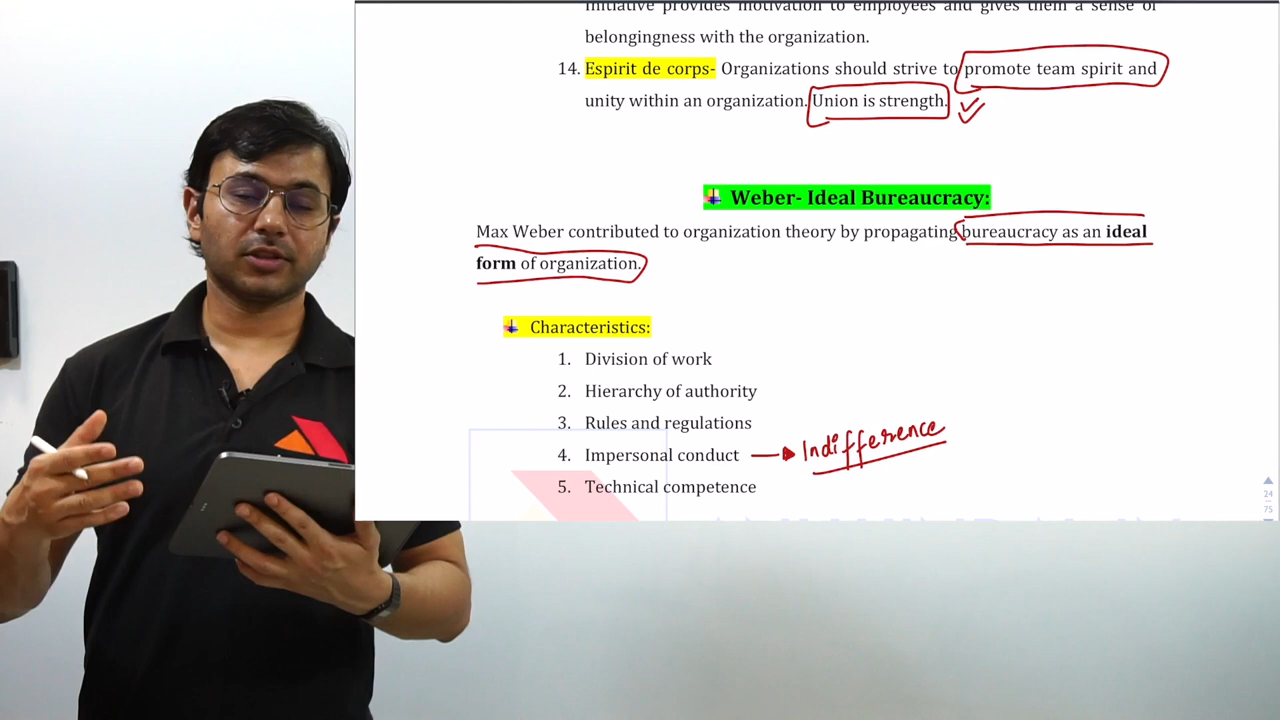 initiative provides motivation to employees and gives them a sense of
belongingness with the organization.
14. Espirit de corps- Organizations should strive to promote team spirit and
unity within an organization. Union is strength.
Weber- Ideal Bureaucracy:
Max Weber contributed to organization theory by propagating bureaucracy as an ideal
form of organization.
Characteristics:
1. Division of work
2. Hierarchy of authority
3. Rules and regulations
4. Impersonal conduct Indifference
5. Technical competence
24
75